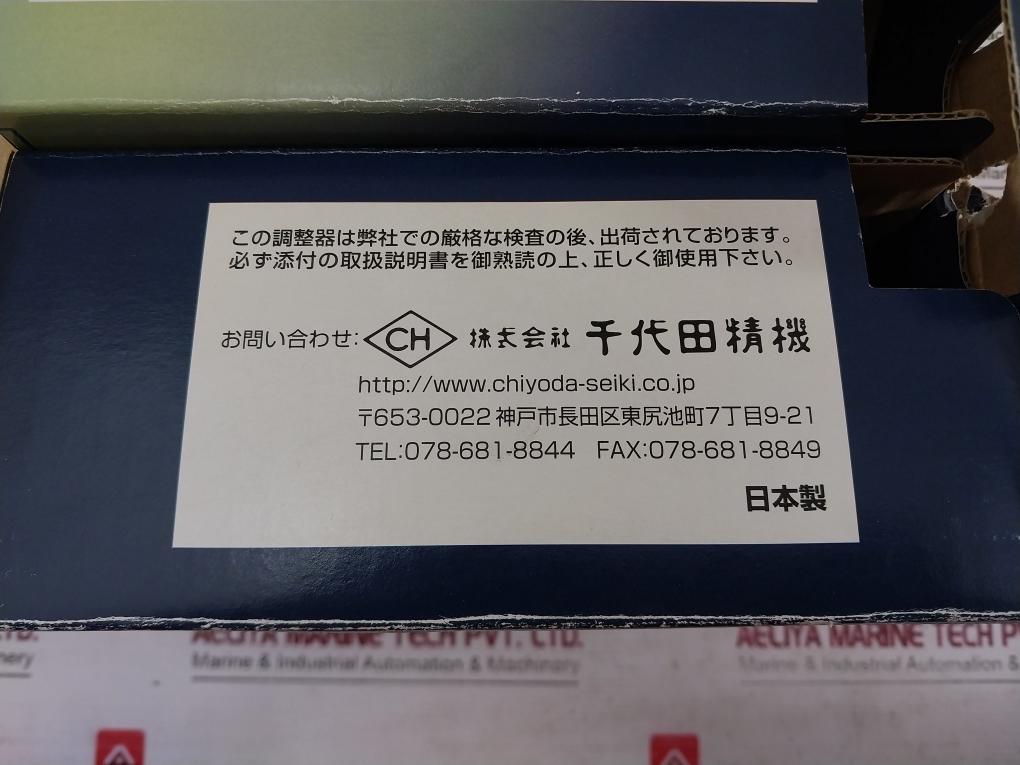 この調整器は弊社での厳格な検査の後、出荷されております。
必ず添付の取扱説明書を御熟読の上、正しく御使用下さい。
お問い合わせ: CH 株式会社 千代田精機
http://www.chiyoda-seiki.co.jp
〒653-0022 神戸市長田区東尻池町7丁目9-21
TEL:078-681-8844 FAX:078-681-8849
日本製
LTD. AELIYA MARINE TECH PVT. LTD. AELIYA MARINE TECH P
Marine & Industrial Automation & Machinery Marine & Industrial Automation &